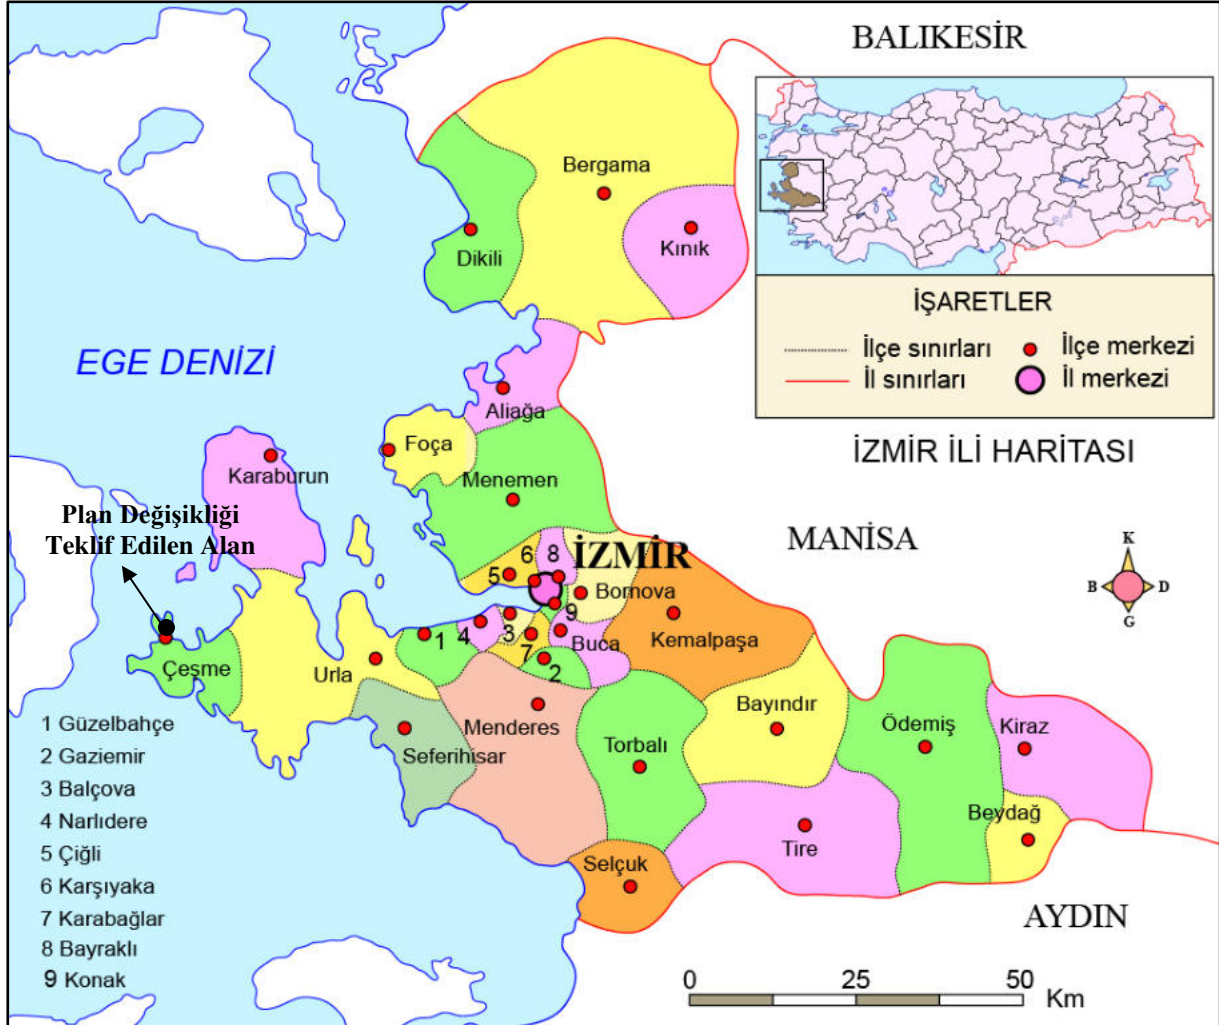 BALIKESİR
Bergama
Dikili
Kınık
İŞARETLER
İlçe sınırları
İlçe merkezi
İl sınırları
İl merkezi
EGE DENİZİ
Aliağa
Foça
İZMİR İLİ HARİTASI
Karaburun
Menemen
Plan Değişikliği
Teklif Edilen Alan
MANİSA
K
B D
G
6
8
İZMİR
5
Bornova
9
1
4
3
7
2
Buca
Kemalpaşa
Çeşme
Urla
Menderes
Seferihisar
Torbalı
Bayındır
Ödemiş
Kiraz
Beydağ
Tire
Selçuk
AYDIN
1 Güzelbahçe
2 Gaziemir
3 Balçova
4 Narlıdere
5 Çiğli
6 Karşıyaka
7 Karabağlar
8 Bayraklı
9 Konak
0 25 50
Km